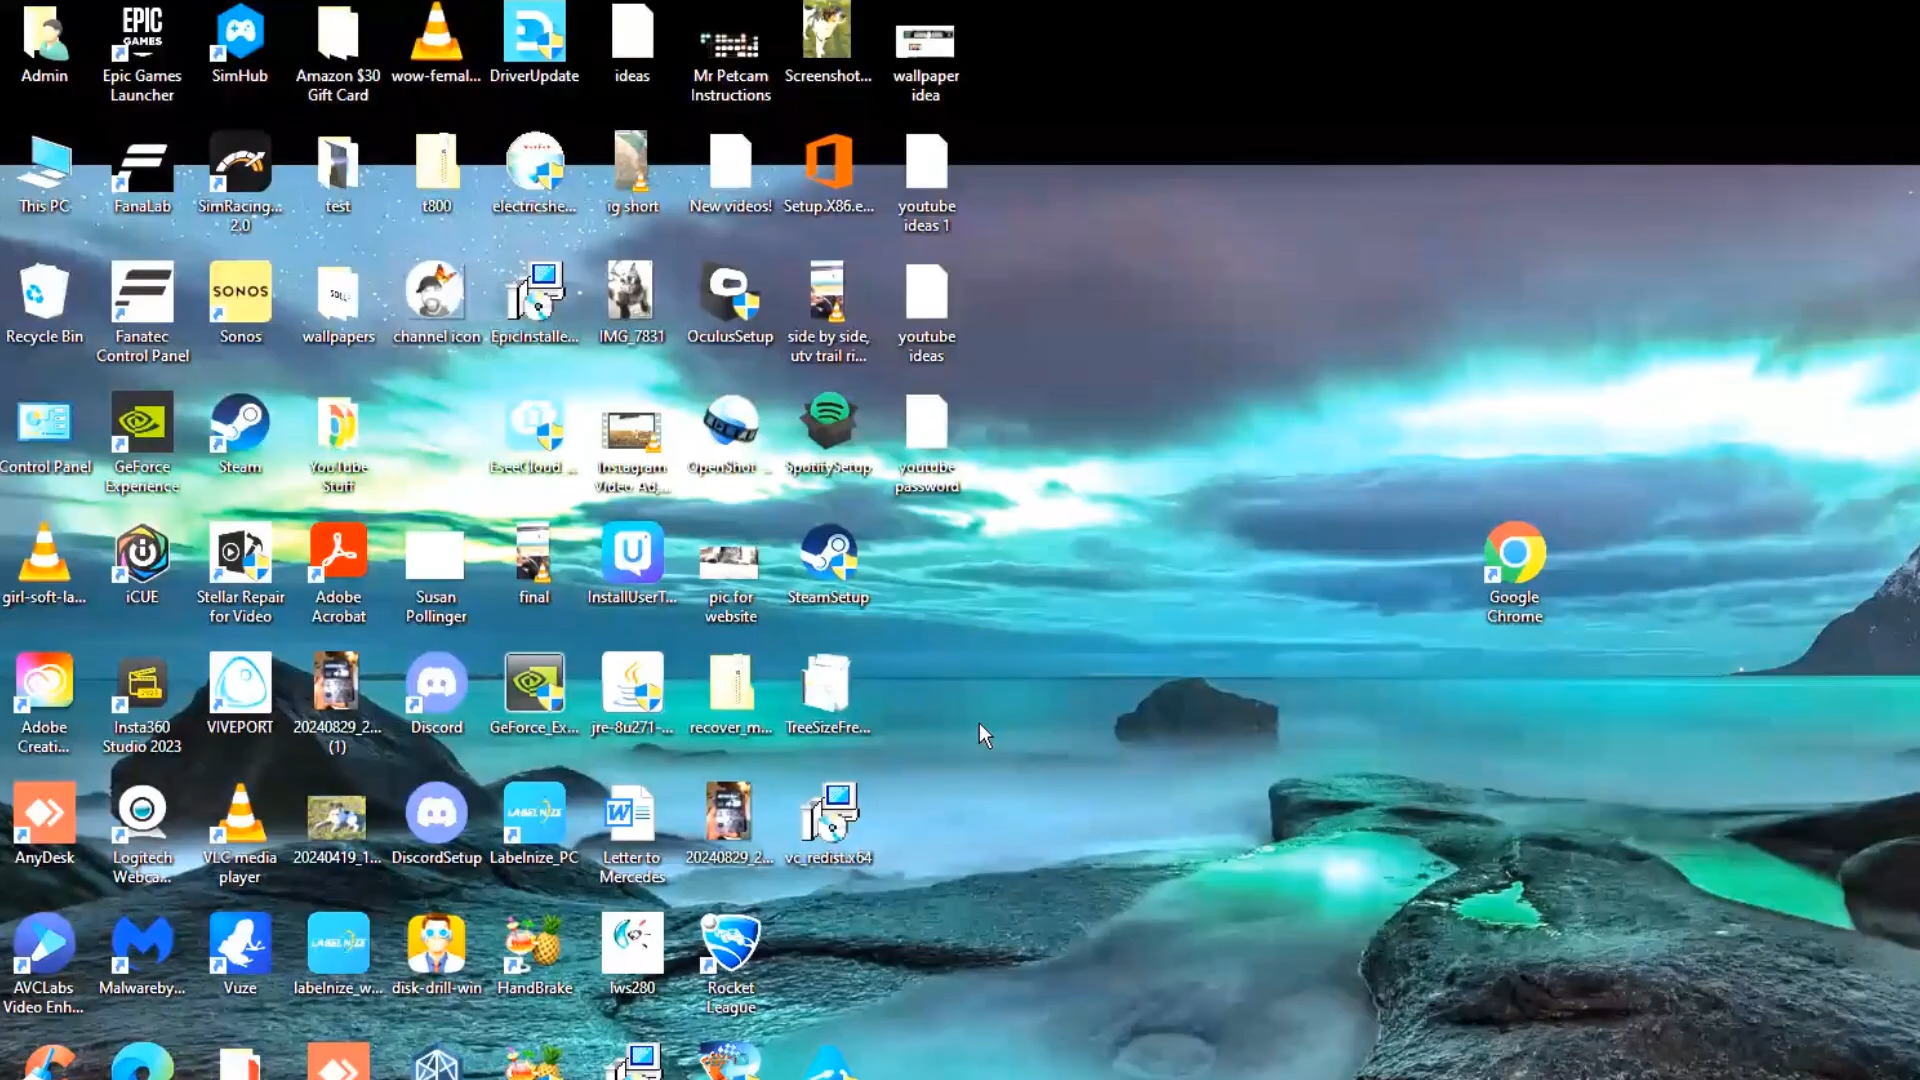 EPIC
GAMES
Admin
Epic Games
Launcher
SimHub
Amazon $30
Gift Card
wow-femal...
DriverUpdate
ideas
Mr Petcam
Instructions
Screenshot...
wallpaper
idea
This PC
FanaLab
SimRacing...
2.0
test
t800
electricshe...
ig short
New videos!
Setup.X86.e...
youtube
ideas 1
SONOS
Recycle Bin
Fanatec
Control Panel
Sonos
wallpapers
channel icon
EpicInstalle...
IMG_7831
OculusSetup
side by side,
utv trail ri...
youtube
ideas
Control Panel
GeForce
Experience
Steam
YouTube
Stuff
EseeCloud_...
Instagram
Video Ad,...
OpenShot-...
SpotifySetup
youtube
password
girl-soft-la...
iCUE
Stellar Repair
for Video
Adobe
Acrobat
Susan
Pollinger
final
InstallUserT...
pic for
website
SteamSetup
Google
Chrome
Adobe
Creati...
Insta360
Studio 2023
VIVEPORT
20240829_2...
(1)
Discord
GeForce_Ex...
jre-8u271-...
recover_m...
TreeSizeFre...
LABELNIZE
AnyDesk
Logitech
Webca...
VLC media
player
20240419_1...
DiscordSetup
Labelnize_PC
Letter to
Mercedes
20240829_2...
vc_redist.x64
LABELNIZE
AVCLabs
Video Enh...
Malwareby...
Vuze
labelnize_w...
disk-drill-win
HandBrake
lws280
Rocket
League